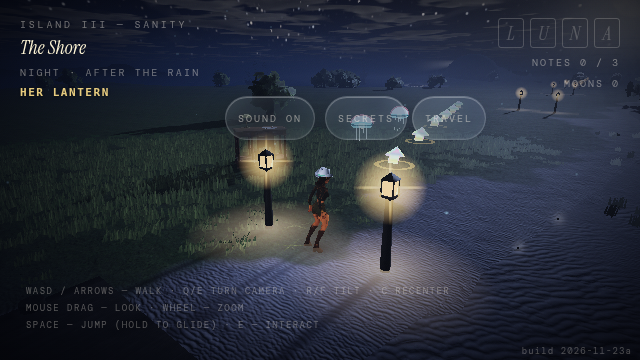 ISLAND III — SANITY
The Shore
NIGHT · AFTER THE RAIN
HER LANTERN
L U N A
NOTES 0 / 3
MOONS 0
SOUND ON
SECRETS
TRAVEL
WASD / ARROWS — WALK · Q/E TURN CAMERA · R/F TILT · C RECENTER
MOUSE DRAG — LOOK · WHEEL — ZOOM
SPACE — JUMP (HOLD TO GLIDE) · E — INTERACT
build 2026-11-23a